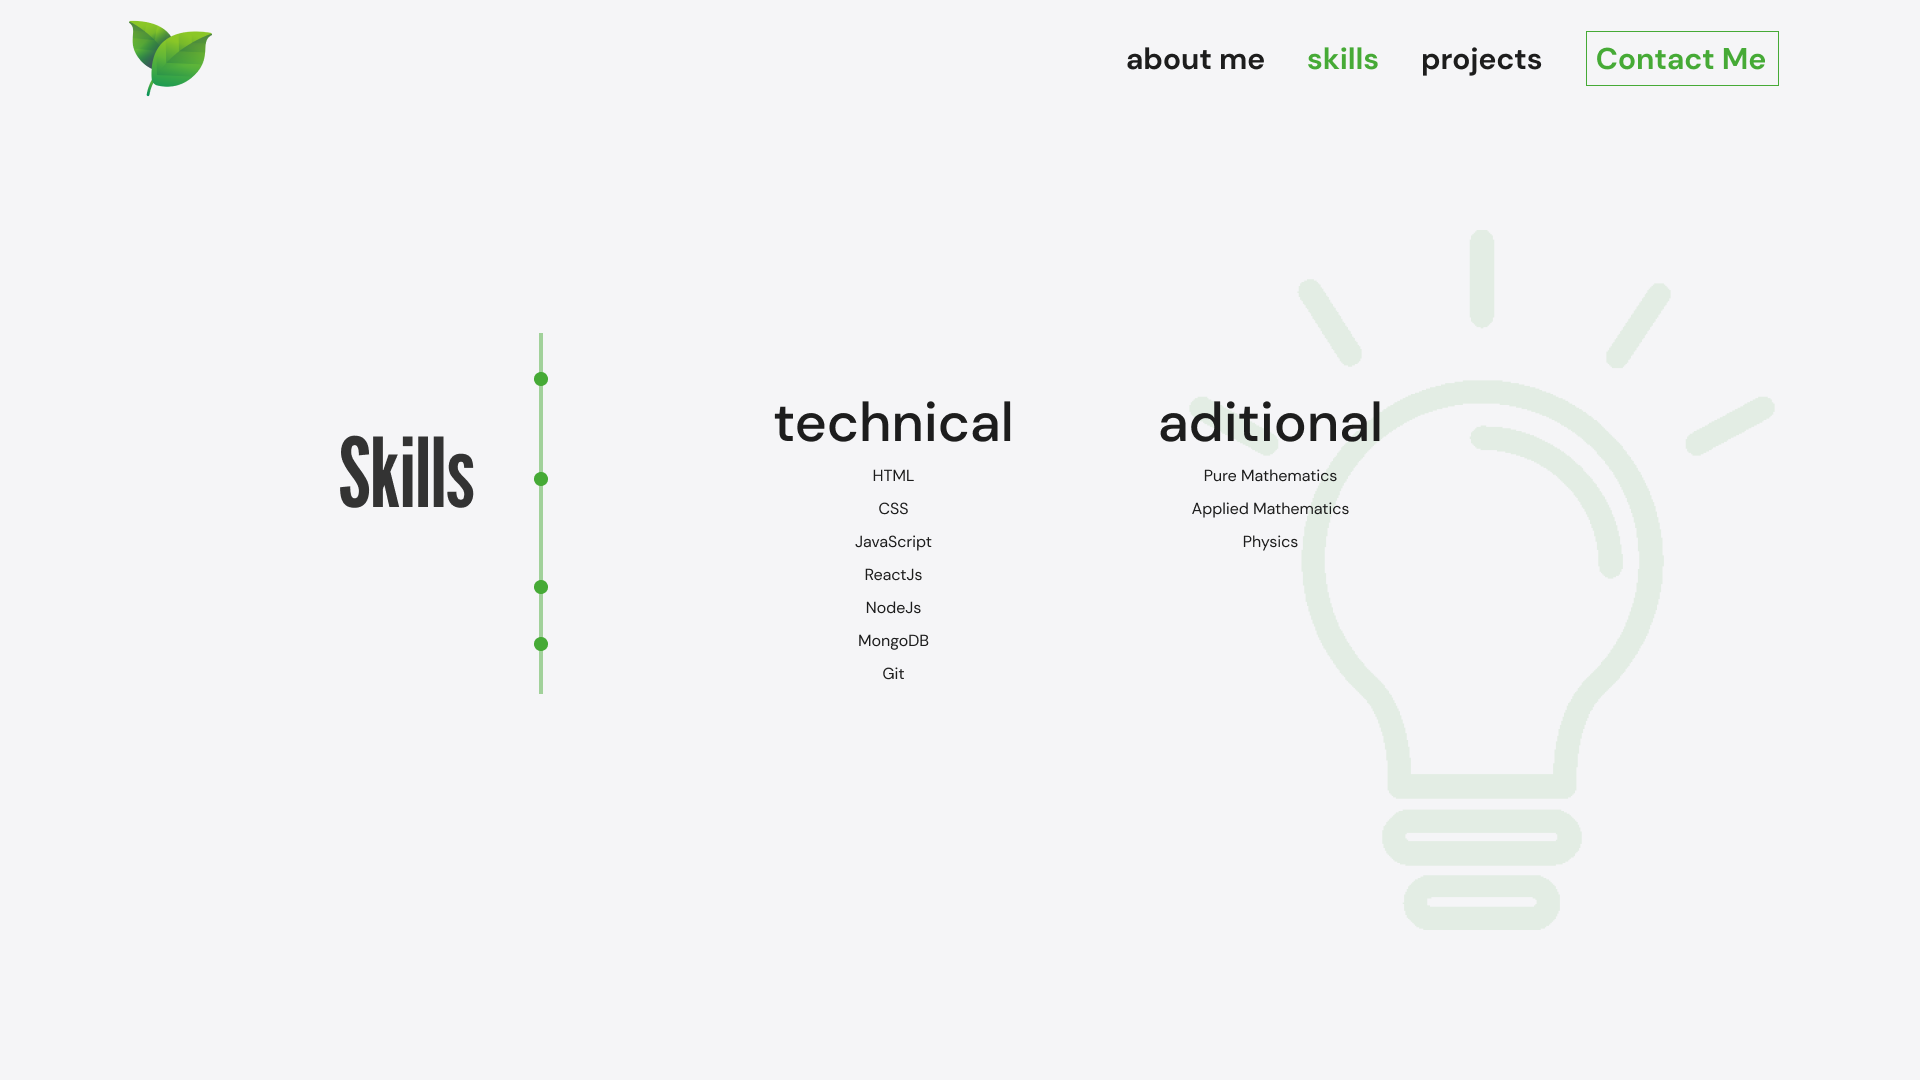 about me
skills
projects
Contact Me
Skills
technical
HTML
CSS
JavaScript
ReactJs
NodeJs
MongoDB
Git
aditional
Pure Mathematics
Applied Mathematics
Physics